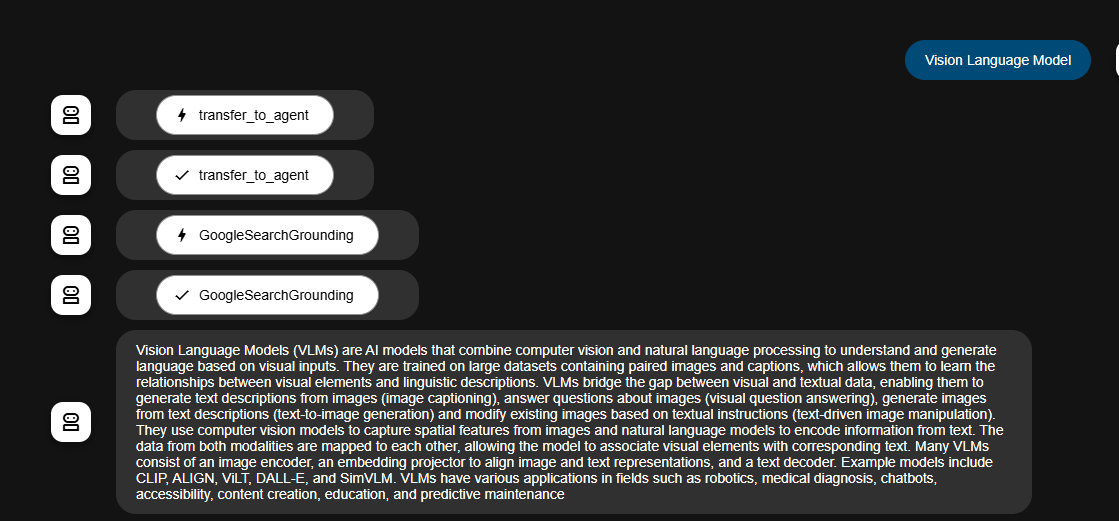 Vision Language Model
transfer_to_agent
transfer_to_agent
GoogleSearchGrounding
GoogleSearchGrounding
Vision Language Models (VLMs) are AI models that combine computer vision and natural language processing to understand and generate
language based on visual inputs. They are trained on large datasets containing paired images and captions, which allows them to learn the
relationships between visual elements and linguistic descriptions. VLMs bridge the gap between visual and textual data, enabling them to
generate text descriptions from images (image captioning), answer questions about images (visual question answering), generate images
from text descriptions (text-to-image generation) and modify existing images based on textual instructions (text-driven image manipulation).
They use computer vision models to capture spatial features from images and natural language models to encode information from text. The
data from both modalities are mapped to each other, allowing the model to associate visual elements with corresponding text. Many VLMs
consist of an image encoder, an embedding projector to align image and text representations, and a text decoder. Example models include
CLIP, ALIGN, ViLT, DALL-E, and SimVLM. VLMs have various applications in fields such as robotics, medical diagnosis, chatbots,
accessibility, content creation, education, and predictive maintenance